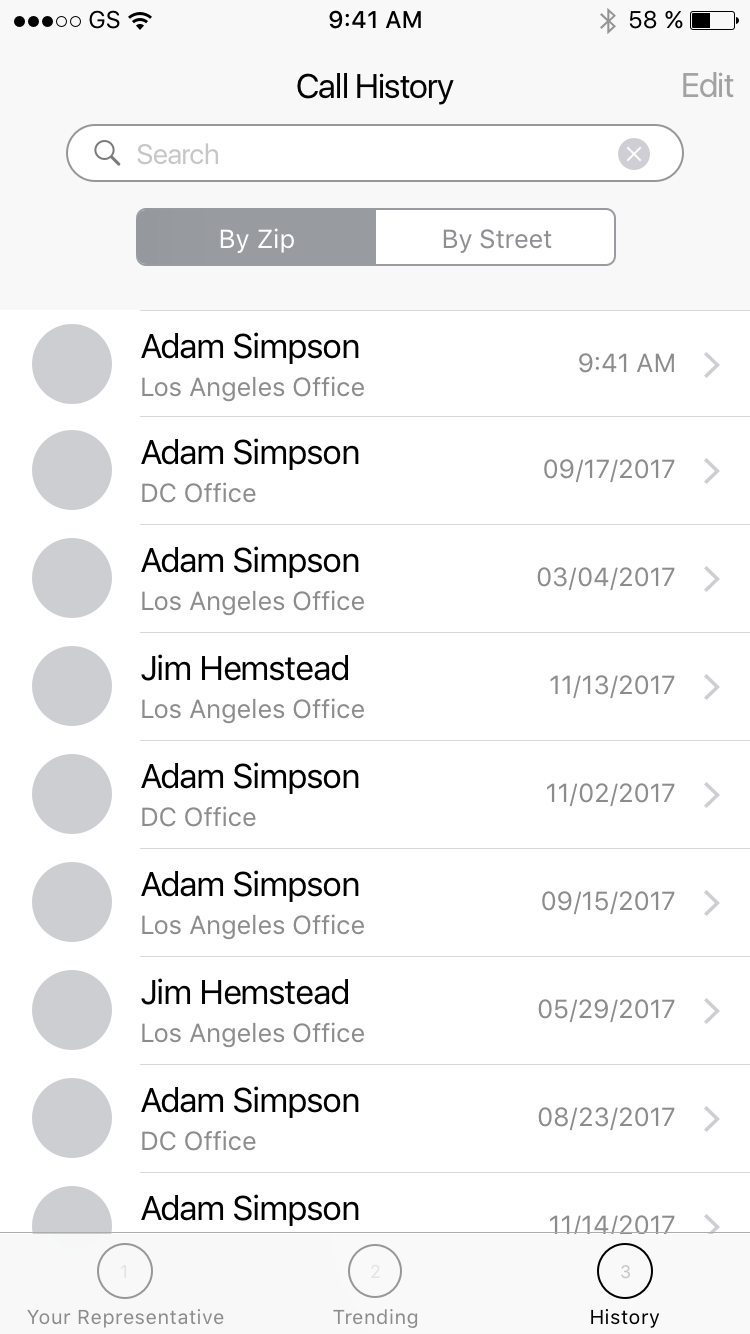 GS 9:41 AM 58 %
Call History Edit
Search
By Zip By Street
Adam Simpson
Los Angeles Office 9:41 AM
Adam Simpson
DC Office 09/17/2017
Adam Simpson
Los Angeles Office 03/04/2017
Jim Hemstead
Los Angeles Office 11/13/2017
Adam Simpson
DC Office 11/02/2017
Adam Simpson
Los Angeles Office 09/15/2017
Jim Hemstead
Los Angeles Office 05/29/2017
Adam Simpson
DC Office 08/23/2017
Adam Simpson
11/14/2017
1 2 3
Your Representative Trending History